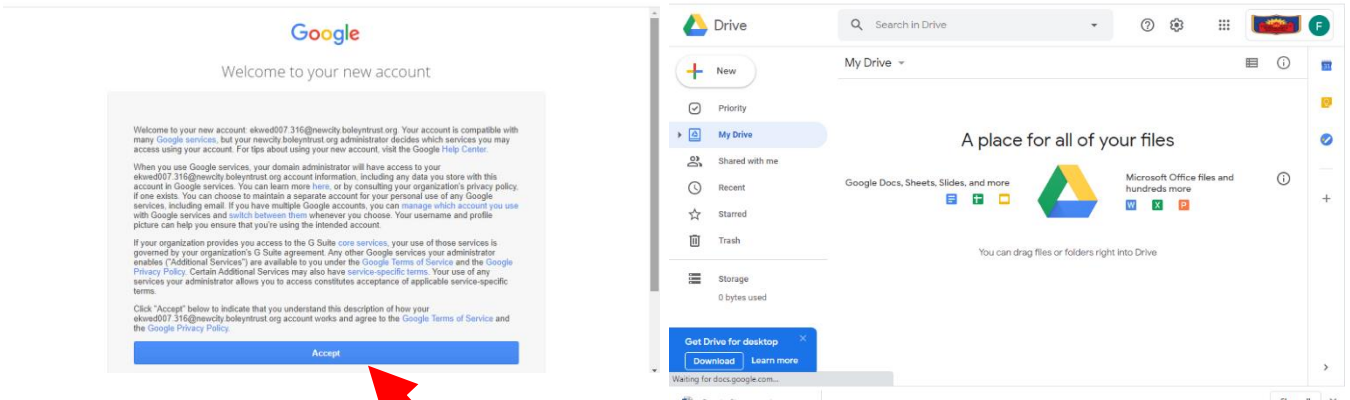 Google
Welcome to your new account
Welcome to your new account: ekwed007.316@newcity.boleyntrust.org. Your account is compatible with
many Google services, but your newcity.boleyntrust.org administrator decides which services you may
access using your account. For tips about using your new account, visit the Google Help Center.
When you use Google services, your domain administrator will have access to your
ekwed007.316@newcity.boleyntrust.org account information, including any data you store with this
account in Google services. You can learn more here, or by consulting your organization's privacy policy,
if one exists. You can choose to maintain a separate account for your personal use of any Google
services, including email. If you have multiple Google accounts, you can manage which account you use
with Google services and switch between them whenever you choose. Your username and profile
picture can help you ensure that you're using the intended account.
If your organization provides you access to the G Suite core services, your use of those services is
governed by your organization's G Suite agreement. Any other Google services your administrator
enables ("Additional Services") are available to you under the Google Terms of Service and the Google
Privacy Policy. Certain Additional Services may also have service-specific terms. Your use of any
services your administrator allows you to access constitutes acceptance of applicable service-specific
terms.
Click "Accept" below to indicate that you understand this description of how your
ekwed007.316@newcity.boleyntrust.org account works and agree to the Google Terms of Service and
the Google Privacy Policy.
Accept
Drive
Search in Drive
F
New
My Drive
Priority
My Drive
Shared with me
Recent
Starred
Trash
Storage
0 bytes used
A place for all of your files
Google Docs, Sheets, Slides, and more
Microsoft Office files and
hundreds more
W X P
You can drag files or folders right into Drive
Get Drive for desktop
Download Learn more
Waiting for docs.google.com...